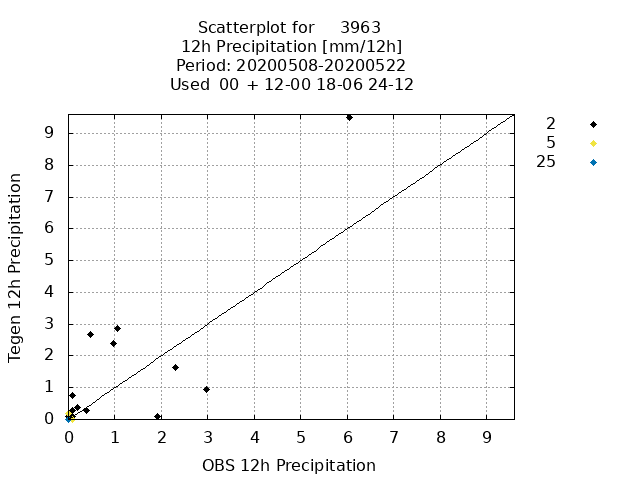 Scatterplot for 3963
12h Precipitation [mm/12h]
Period: 20200508-20200522
Used 00 + 12-00 18-06 24-12
2
5
25
Tegen 12h Precipitation
9
8
7
6
5
4
3
2
1
0
0 1 2 3 4 5 6 7 8 9
OBS 12h Precipitation